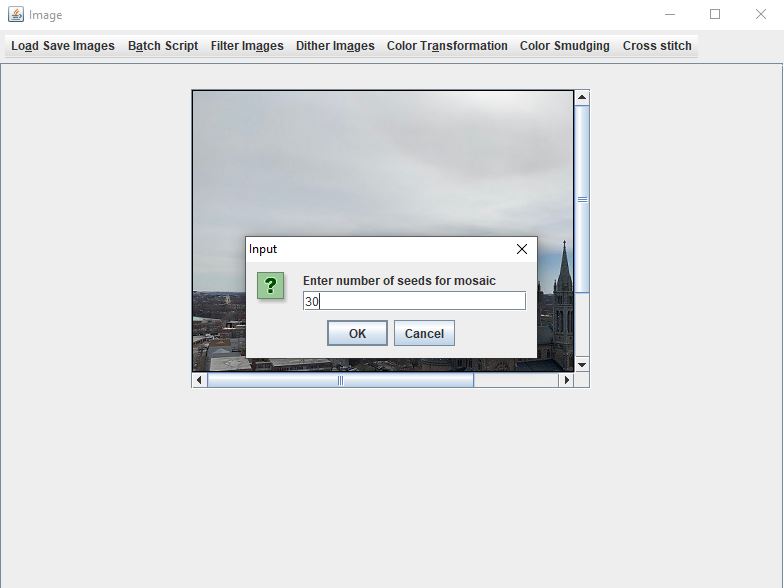 Image
Load Save Images Batch Script Filter Images Dither Images Color Transformation Color Smudging Cross stitch
Input
?
Enter number of seeds for mosaic
30
OK Cancel